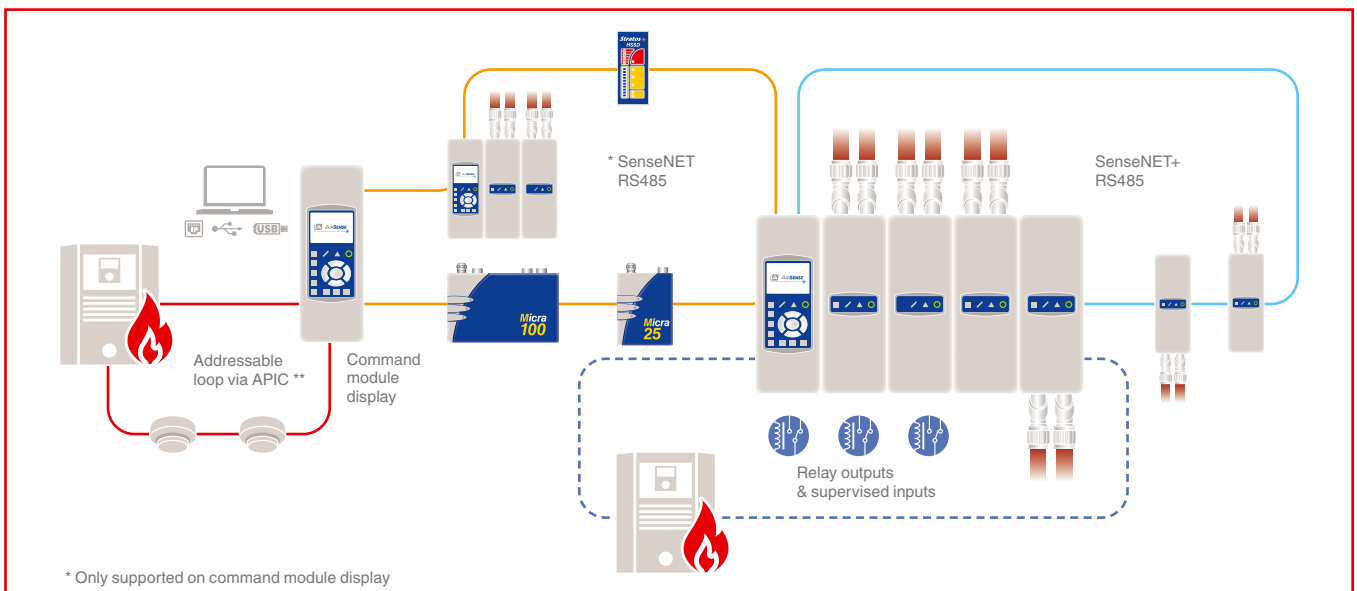 Stratos+
HSSD
* SenseNET
RS485
SenseNET+
RS485
USB
AIRSENSE
AIRSENSE
Micra
100
Micra
25
Addressable
loop via APIC **
Command
module
display
Relay outputs
& supervised inputs
* Only supported on command module display